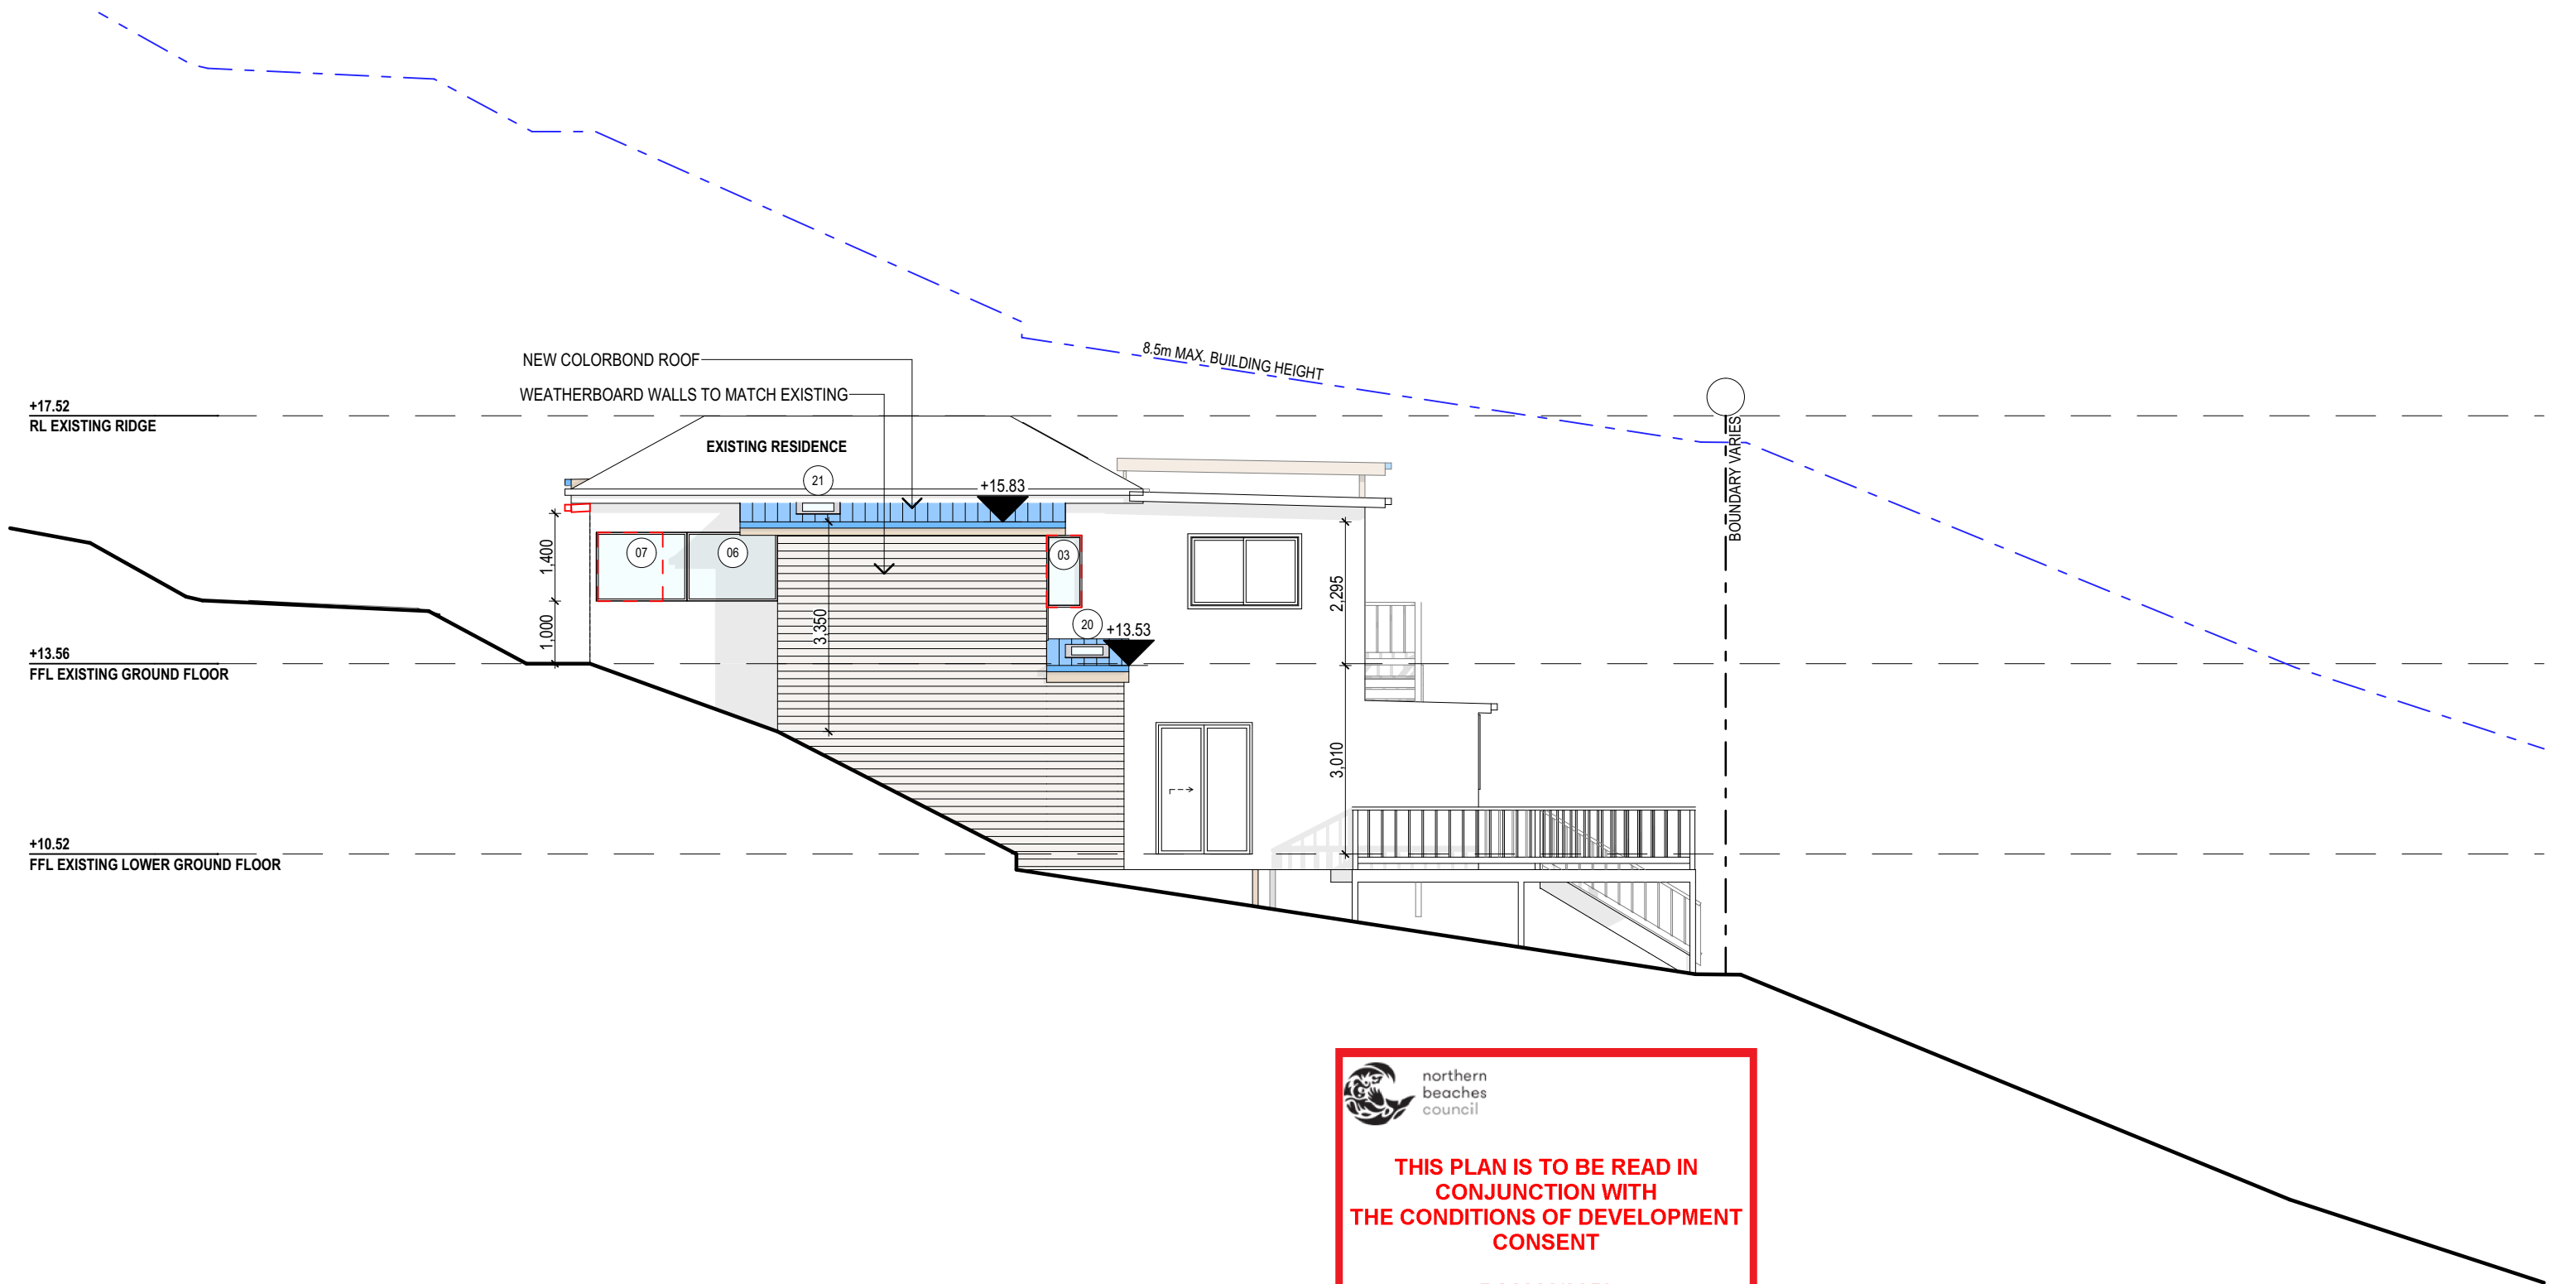 8.5m MAX. BUILDING HEIGHT
NEW COLORBOND ROOF
WEATHERBOARD WALLS TO MATCH EXISTING
+17.52
RL EXISTING RIDGE
EXISTING RESIDENCE
BOUNDARY VARIES
21
+15.83
07
06
03
1,400
1,000
3,350
2,295
20
+13.53
+13.56
FFL EXISTING GROUND FLOOR
3,010
+10.52
FFL EXISTING LOWER GROUND FLOOR
northern
beaches
council
THIS PLAN IS TO BE READ IN
CONJUNCTION WITH
THE CONDITIONS OF DEVELOPMENT
CONSENT